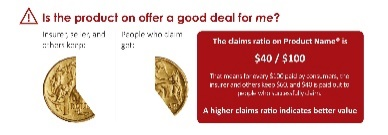 Is the product on offer a good deal for me?
Insurer, seller, and
others keep:
People who claim
get:
The claims ratio on Product Name® is
$40 / $100
That means for every $100 paid by consumers, the
insurer and others keep $60, and $40 is paid out to
people who successfully claim.
A higher claims ratio indicates better value